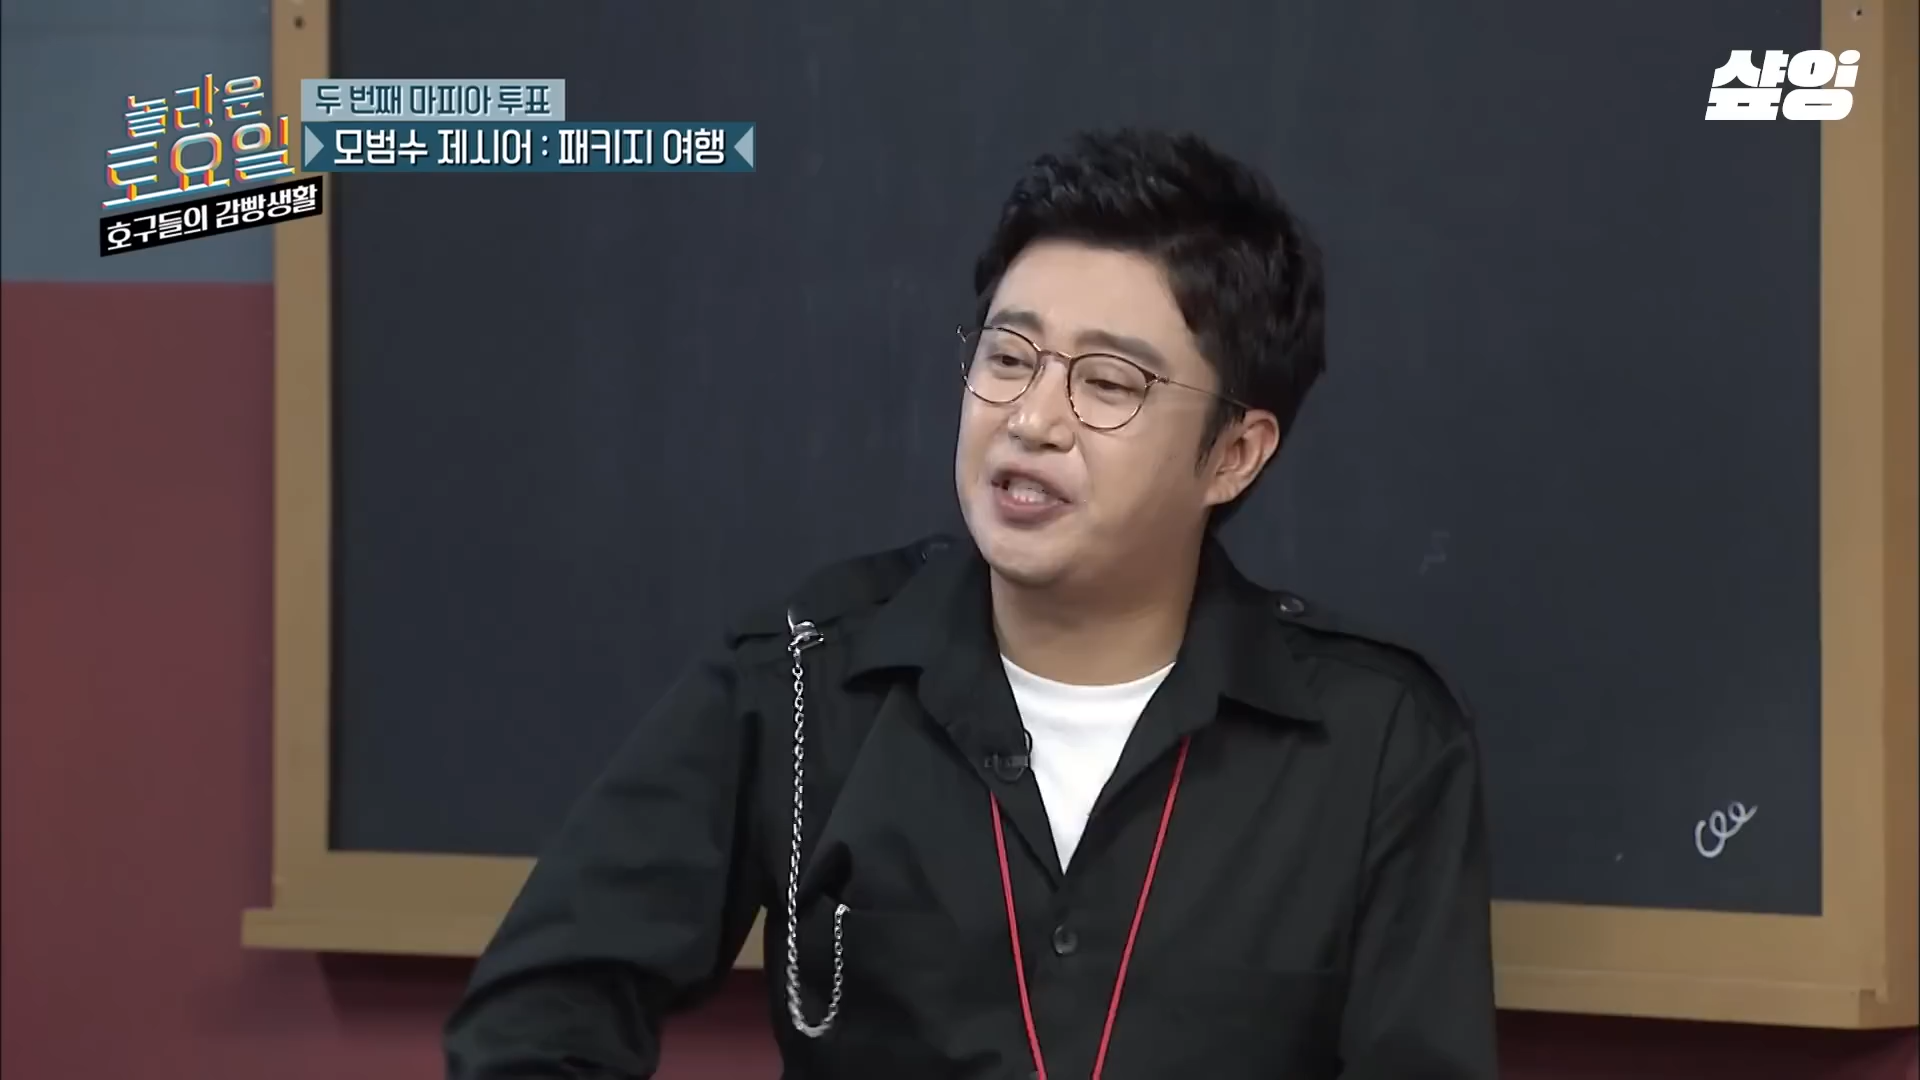 놀라운
토요일
호구들의 감빵생활
두 번째 마피아 투표
모범수 제시어 : 패키지 여행
샾잉